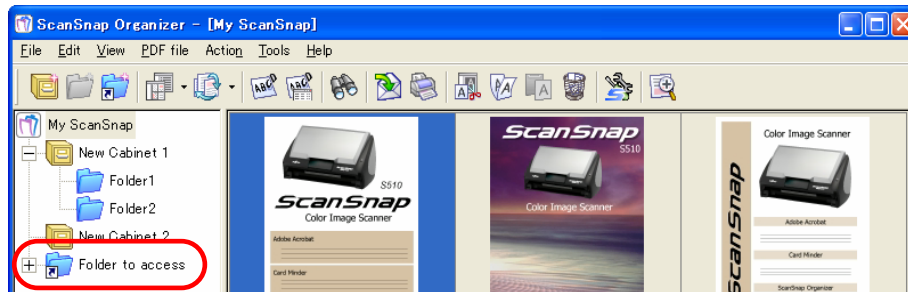 ScanSnap Organizer - [My ScanSnap]
File Edit View PDF file Action Tools Help
My ScanSnap
New Cabinet 1
Folder1
Folder2
New Cabinet 2
Folder to access
S510
ScanSnap
Color Image Scanner
Adobe Acrobat
Card Minder
ScanSnap
S510
Color Image Scanner
Color Image Scanner
ScanSnap
Adobe Acrobat
Card Minder
ScanSnap Organizer